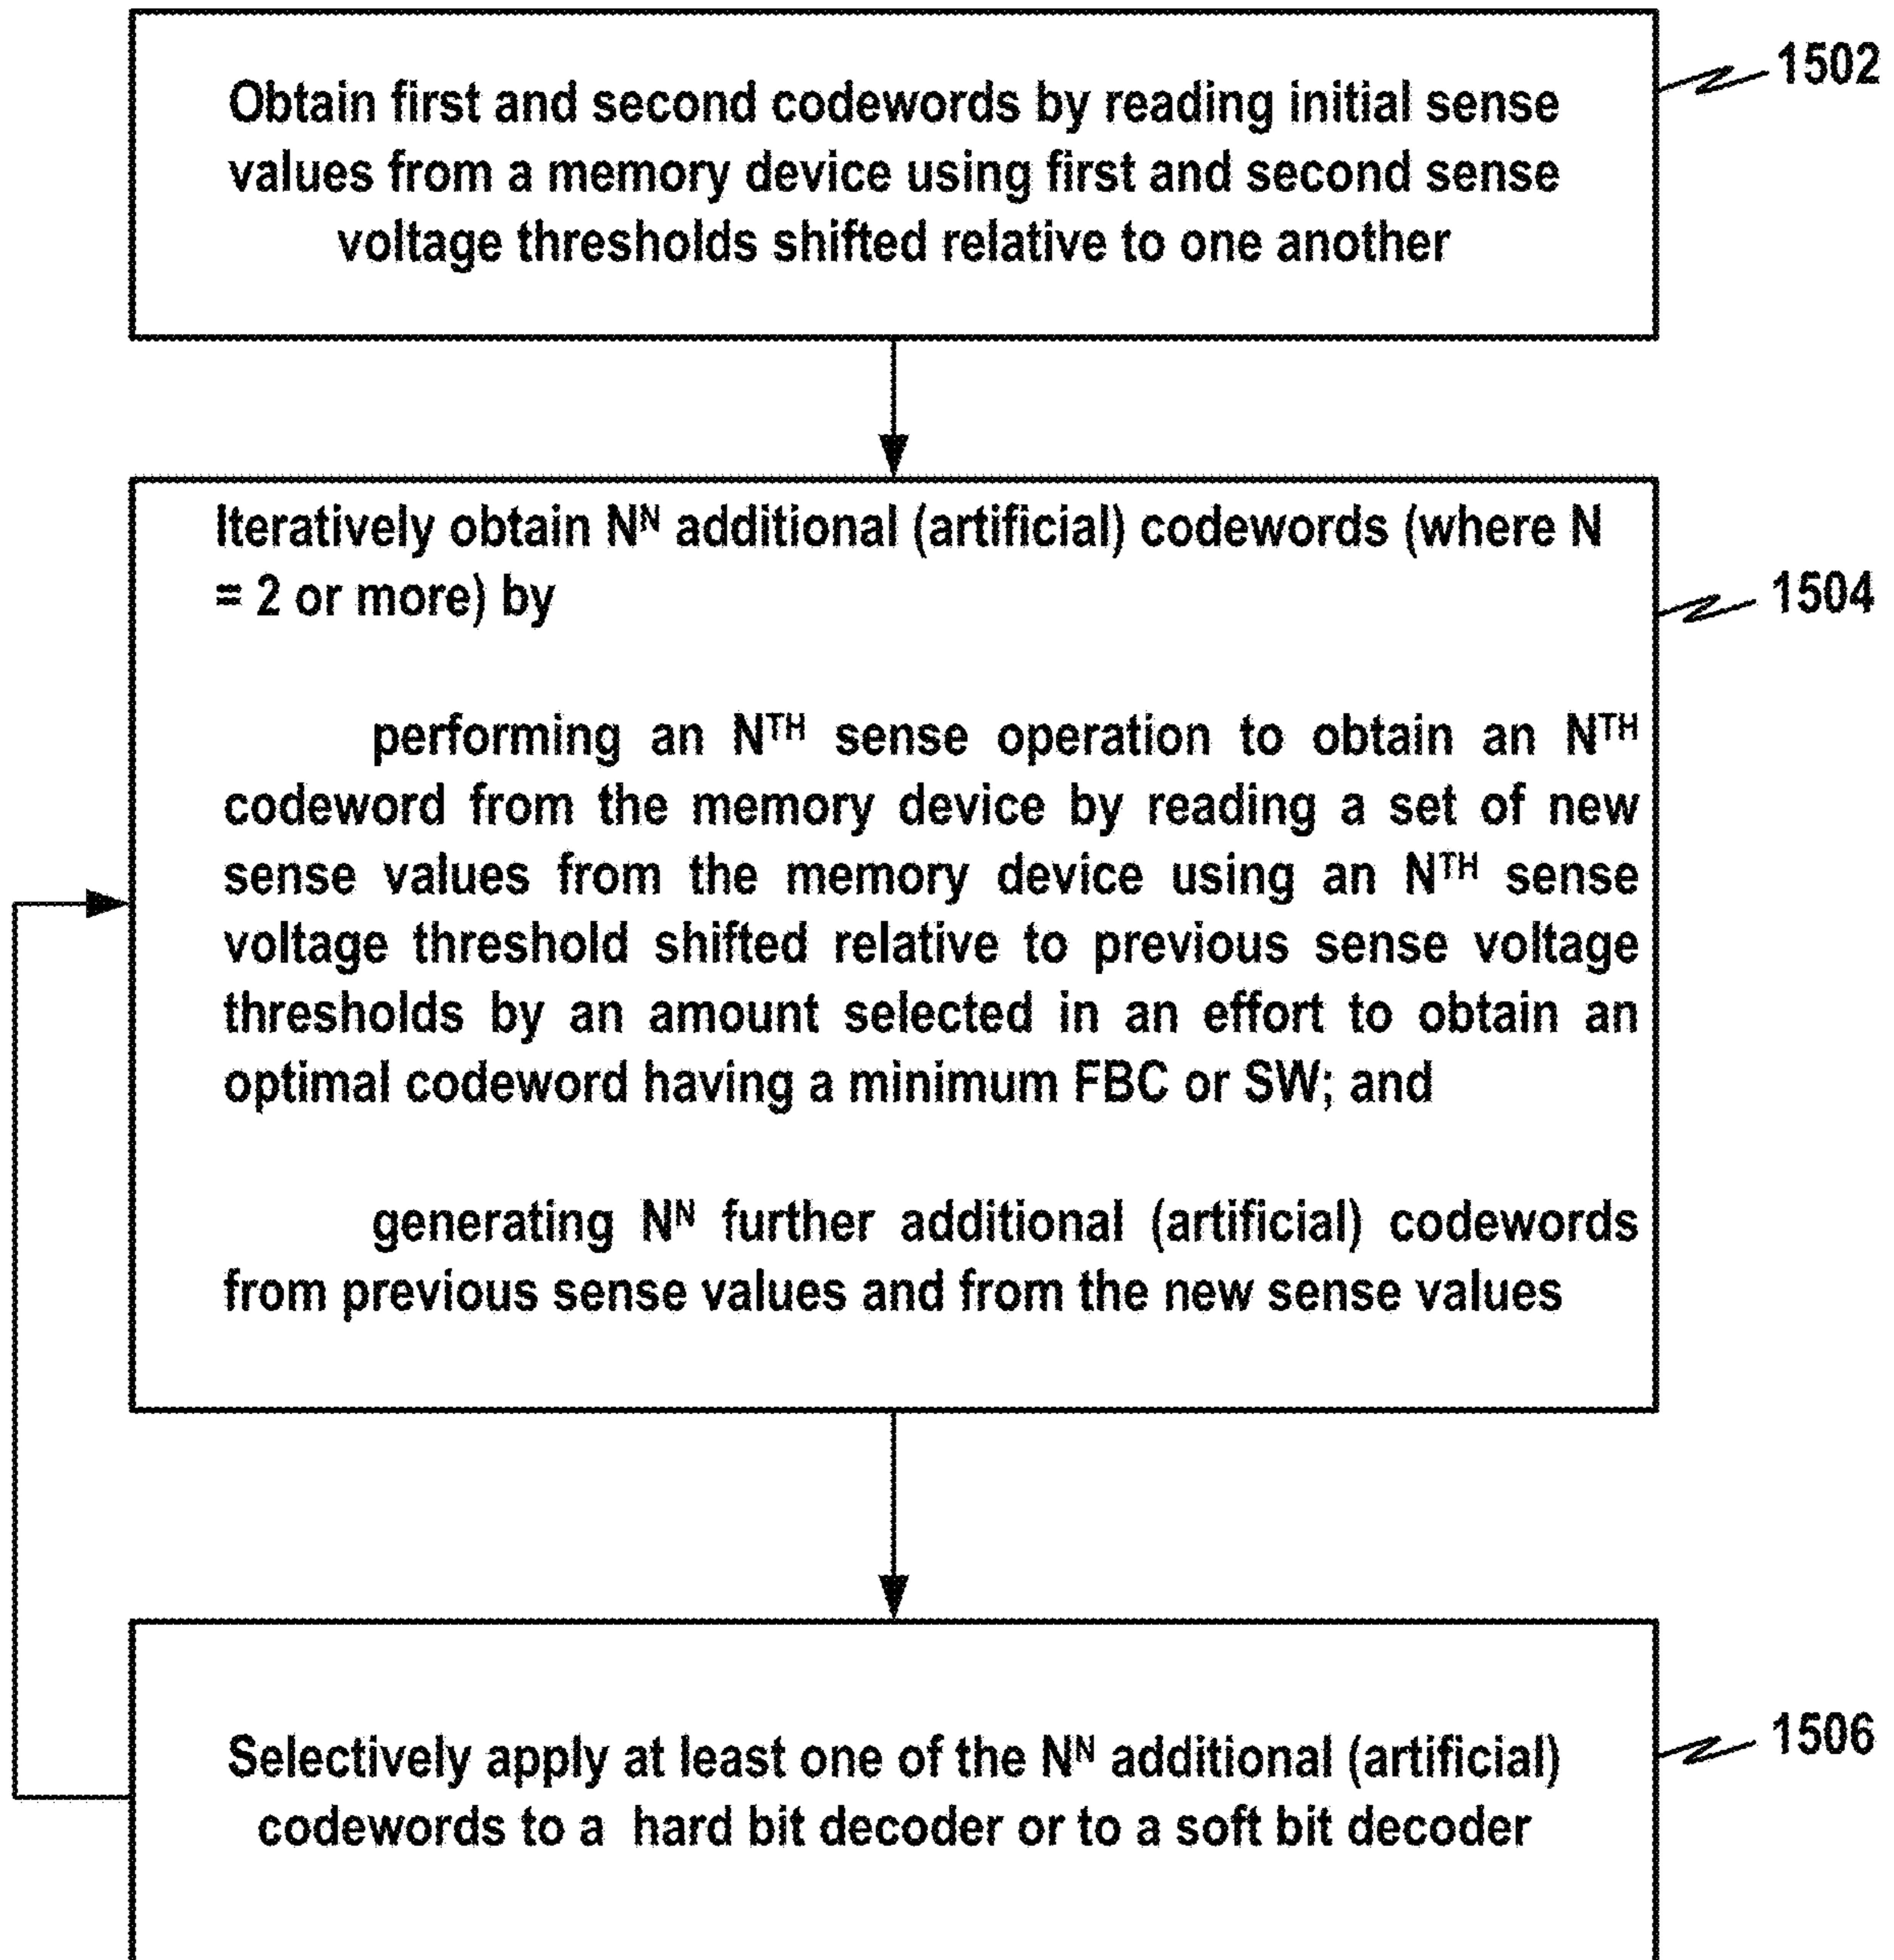 Obtain first and second codewords by reading initial sense
values from a memory device using first and second sense
voltage thresholds shifted relative to one another
1502
Iteratively obtain Nᴺ additional (artificial) codewords (where N
= 2 or more) by
1504
performing an Nᵀᴴ sense operation to obtain an Nᵀᴴ
codeword from the memory device by reading a set of new
sense values from the memory device using an Nᵀᴴ sense
voltage threshold shifted relative to previous sense voltage
thresholds by an amount selected in an effort to obtain an
optimal codeword having a minimum FBC or SW; and
generating Nᴺ further additional (artificial) codewords
from previous sense values and from the new sense values
Selectively apply at least one of the Nᴺ additional (artificial)
codewords to a hard bit decoder or to a soft bit decoder
1506